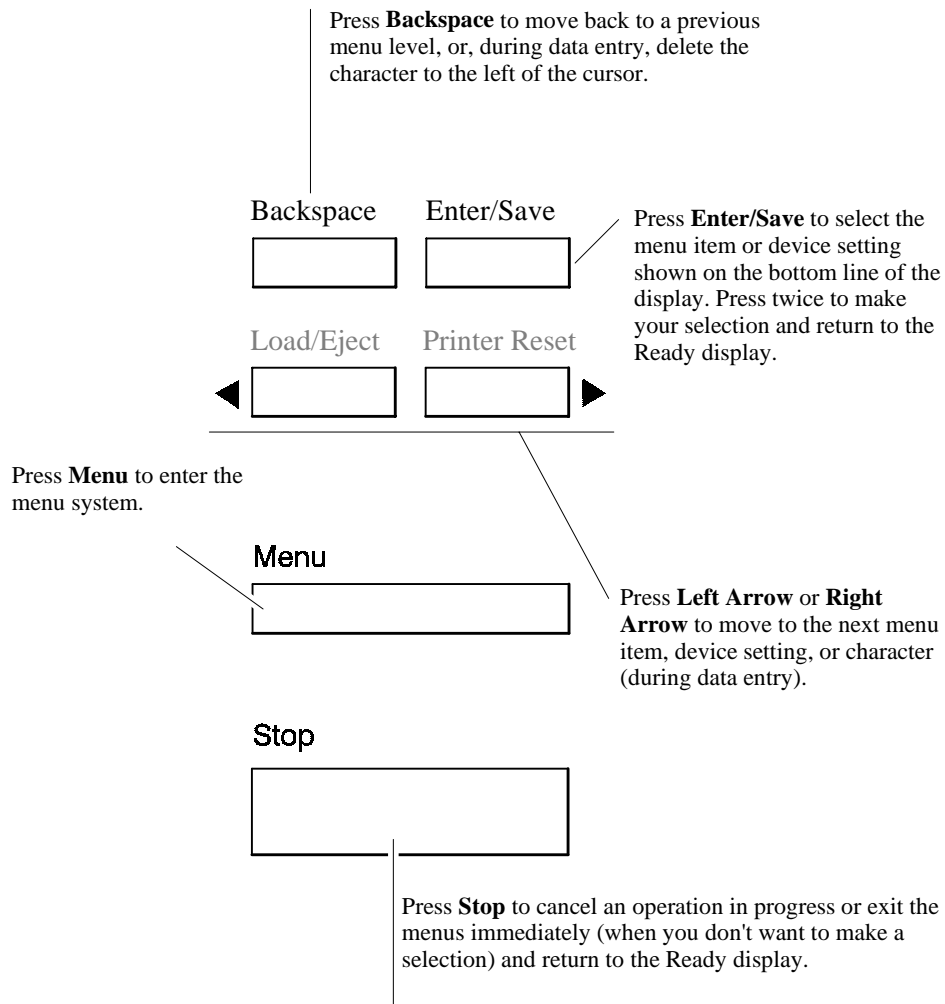 Press Backspace to move back to a previous
menu level, or, during data entry, delete the
character to the left of the cursor.
Backspace
Enter/Save
Press Enter/Save to select the
menu item or device setting
shown on the bottom line of the
display. Press twice to make
your selection and return to the
Ready display.
Load/Eject
Printer Reset
Press Menu to enter the
menu system.
Menu
Press Left Arrow or Right
Arrow to move to the next menu
item, device setting, or character
(during data entry).
Stop
Press Stop to cancel an operation in progress or exit the
menus immediately (when you don't want to make a
selection) and return to the Ready display.